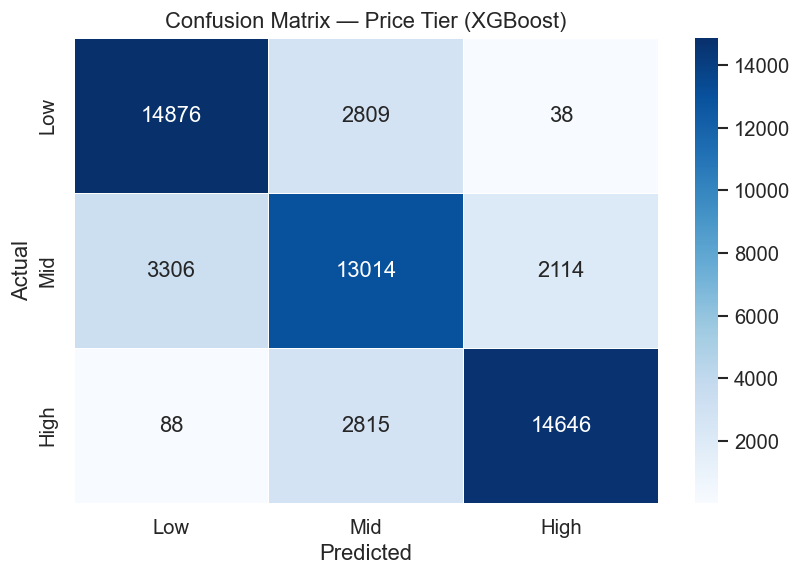 Confusion Matrix — Price Tier (XGBoost)
Low
14876 2809 38
Actual
Mid
3306 13014 2114
High
88 2815 14646
Low Mid High
Predicted
14000
12000
10000
8000
6000
4000
2000